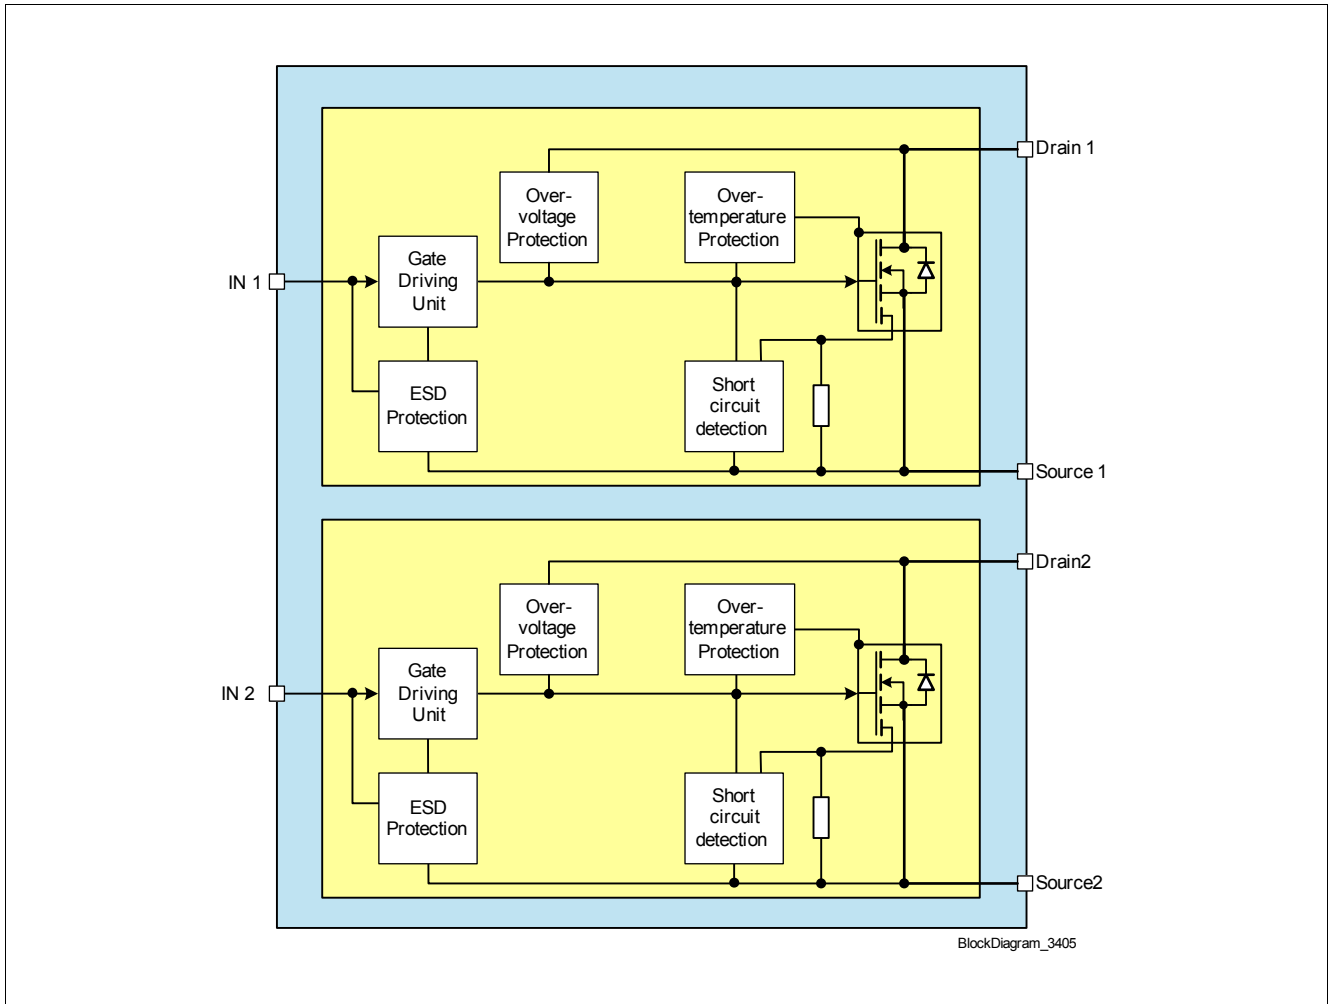 Drain 1
Over-
voltage
Protection
Over-
temperature
Protection
Gate
Driving
Unit
IN 1
ESD
Protection
Short
circuit
detection
Source 1
Drain2
Over-
voltage
Protection
Over-
temperature
Protection
Gate
Driving
Unit
IN 2
ESD
Protection
Short
circuit
detection
Source2
BlockDiagram_3405